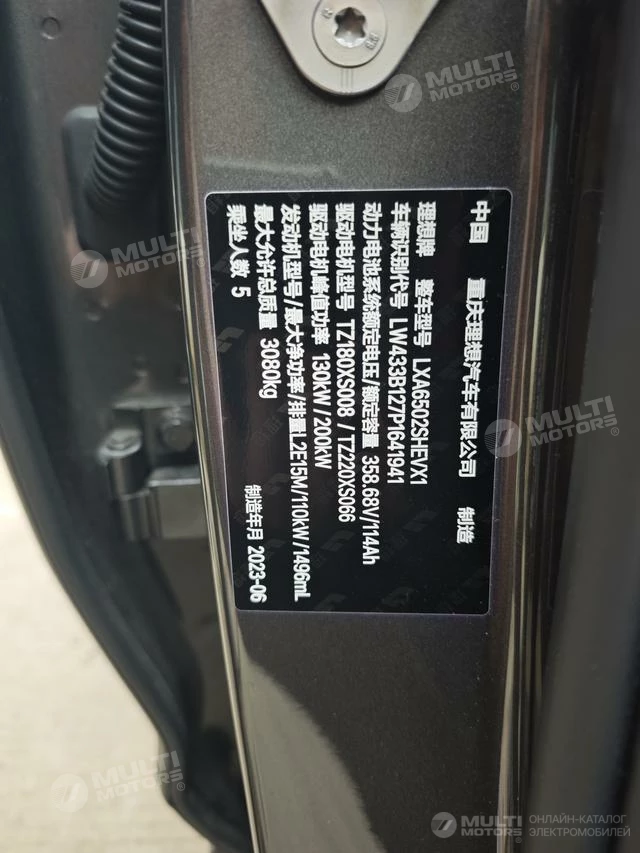 中国 重庆理想汽车有限公司 制造
理想牌 整车型号 LXA6502SHEVX1
车辆识别代号 LW433B127P1641941
动力电池系统额定电压/额定容量 358.68V/114Ah
驱动电机型号 TZ180XS008 / TZ220XS066
驱动电机峰值功率 130kW/200kW
发动机型号/最大净功率/排量L2E15M/110kW/1496mL
最大允许总质量 3080kg
乘坐人数 5 制造年月 2023-06
MULTI MOTORS®
MULTI MOTORS®
MULTI MOTORS®
MULTI MOTORS®
MULTI MOTORS® ОНЛАЙН-КАТАЛОГ ЭЛЕКТРОМОБИЛЕЙ